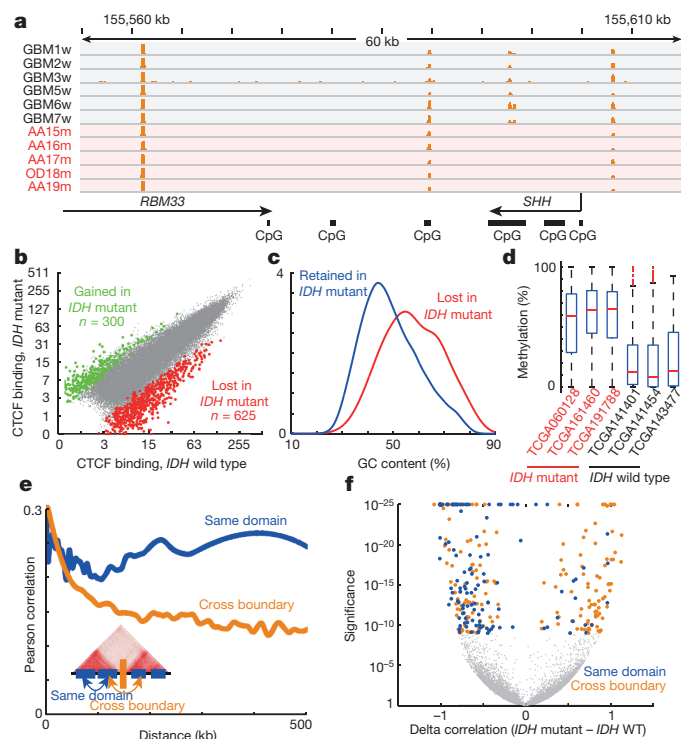 a
155,560 kb
155,610 kb
60 kb
GBM1w
GBM2w
GBM3w
GBM5w
GBM6w
GBM7w
AA15m
AA16m
AA17m
OD18m
AA19m
RBM33
SHH
CpG
CpG
CpG
CpG
CpG
CpG
b
CTCF binding, IDH mutant
511
255
127
63
31
15
7
3
1
0
Gained in
IDH mutant
n = 300
Lost in
IDH mutant
n = 625
0
3
15
63
255
CTCF binding, IDH wild type
c
4
0
Retained in
IDH mutant
Lost in
IDH mutant
10
50
90
GC content (%)
d
Methylation (%)
100
0
TCGA060128
TCGA161460
TCGA191788
TCGA141401
TCGA141454
TCGA143477
IDH mutant
IDH wild type
e
Pearson correlation
0.3
0
Same domain
Cross boundary
Same
domain
Cross
boundary
0
500
Distance (kb)
f
Significance
10−25
10−20
10−15
10−10
10−5
1
Same domain
Cross boundary
−1
0
1
Delta correlation (IDH mutant – IDH WT)